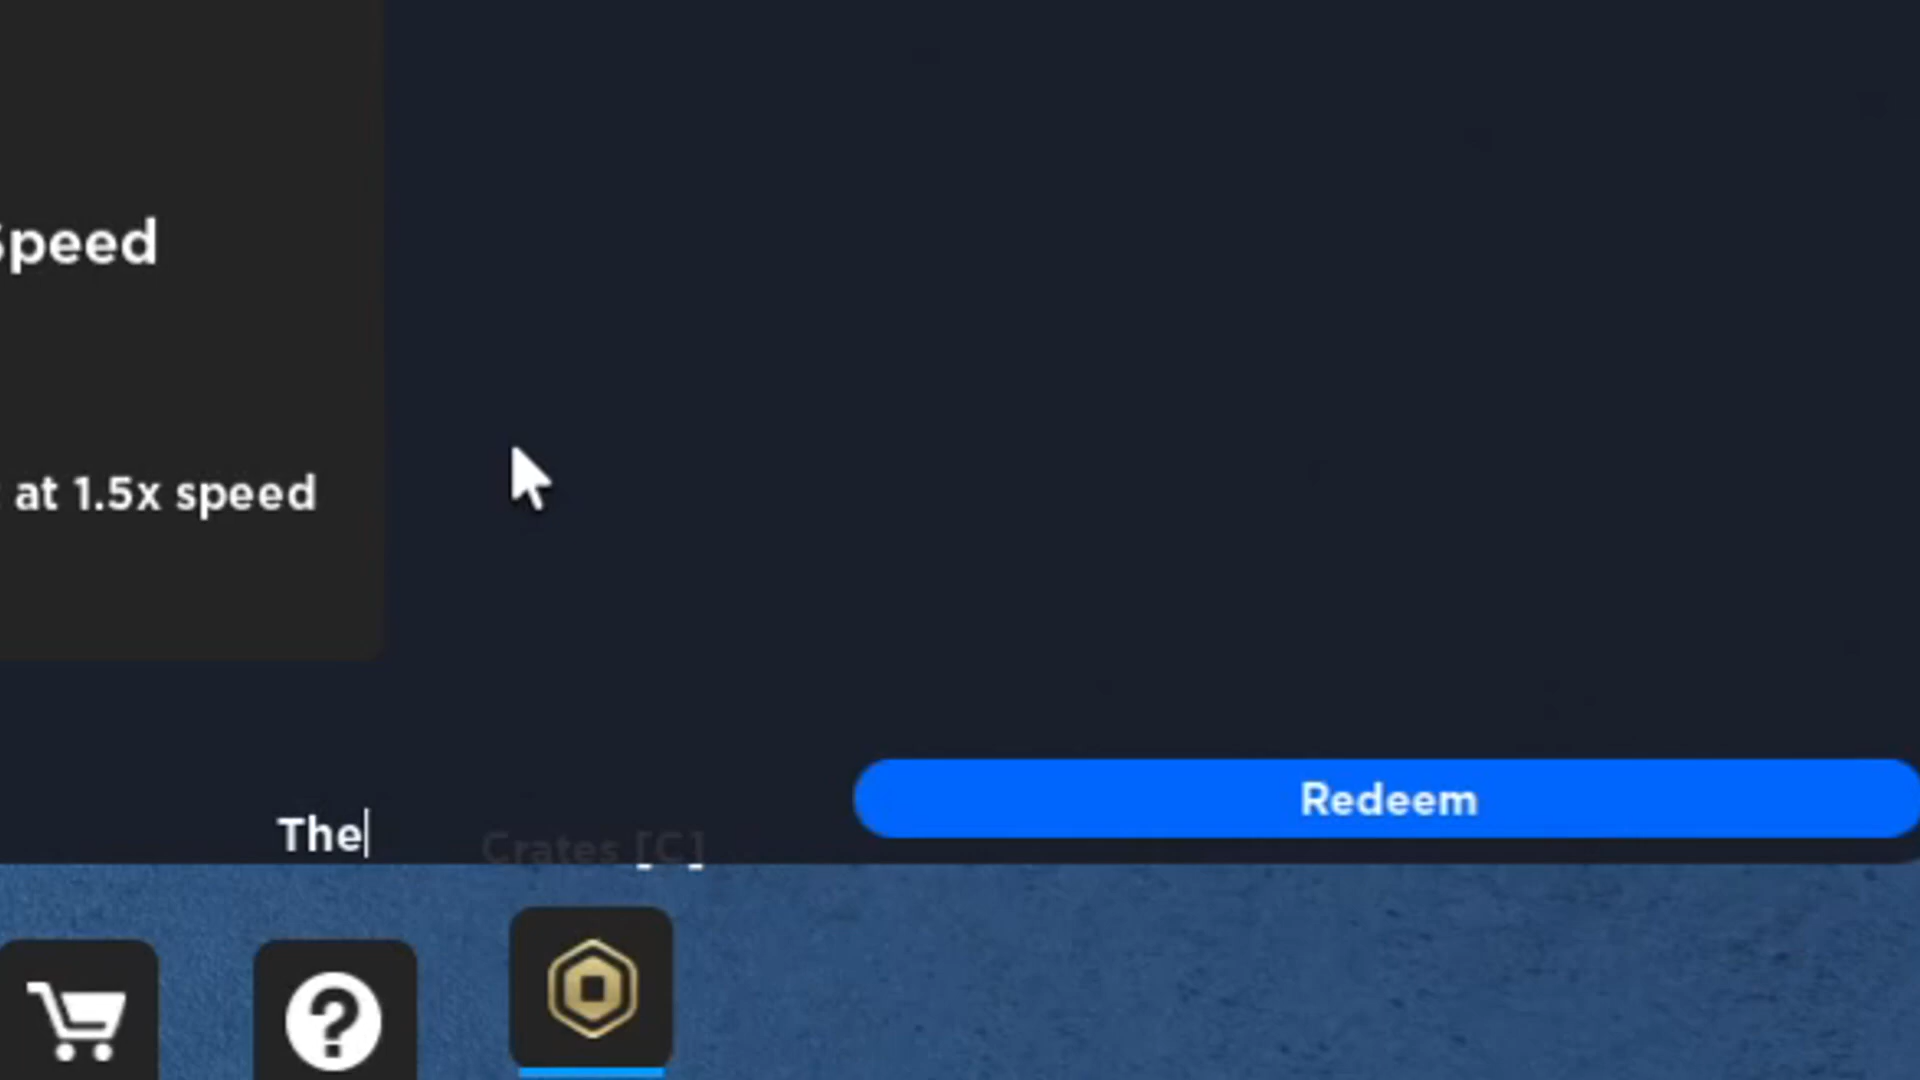 Speed
at 1.5x speed
Redeem
The
Crates [C]